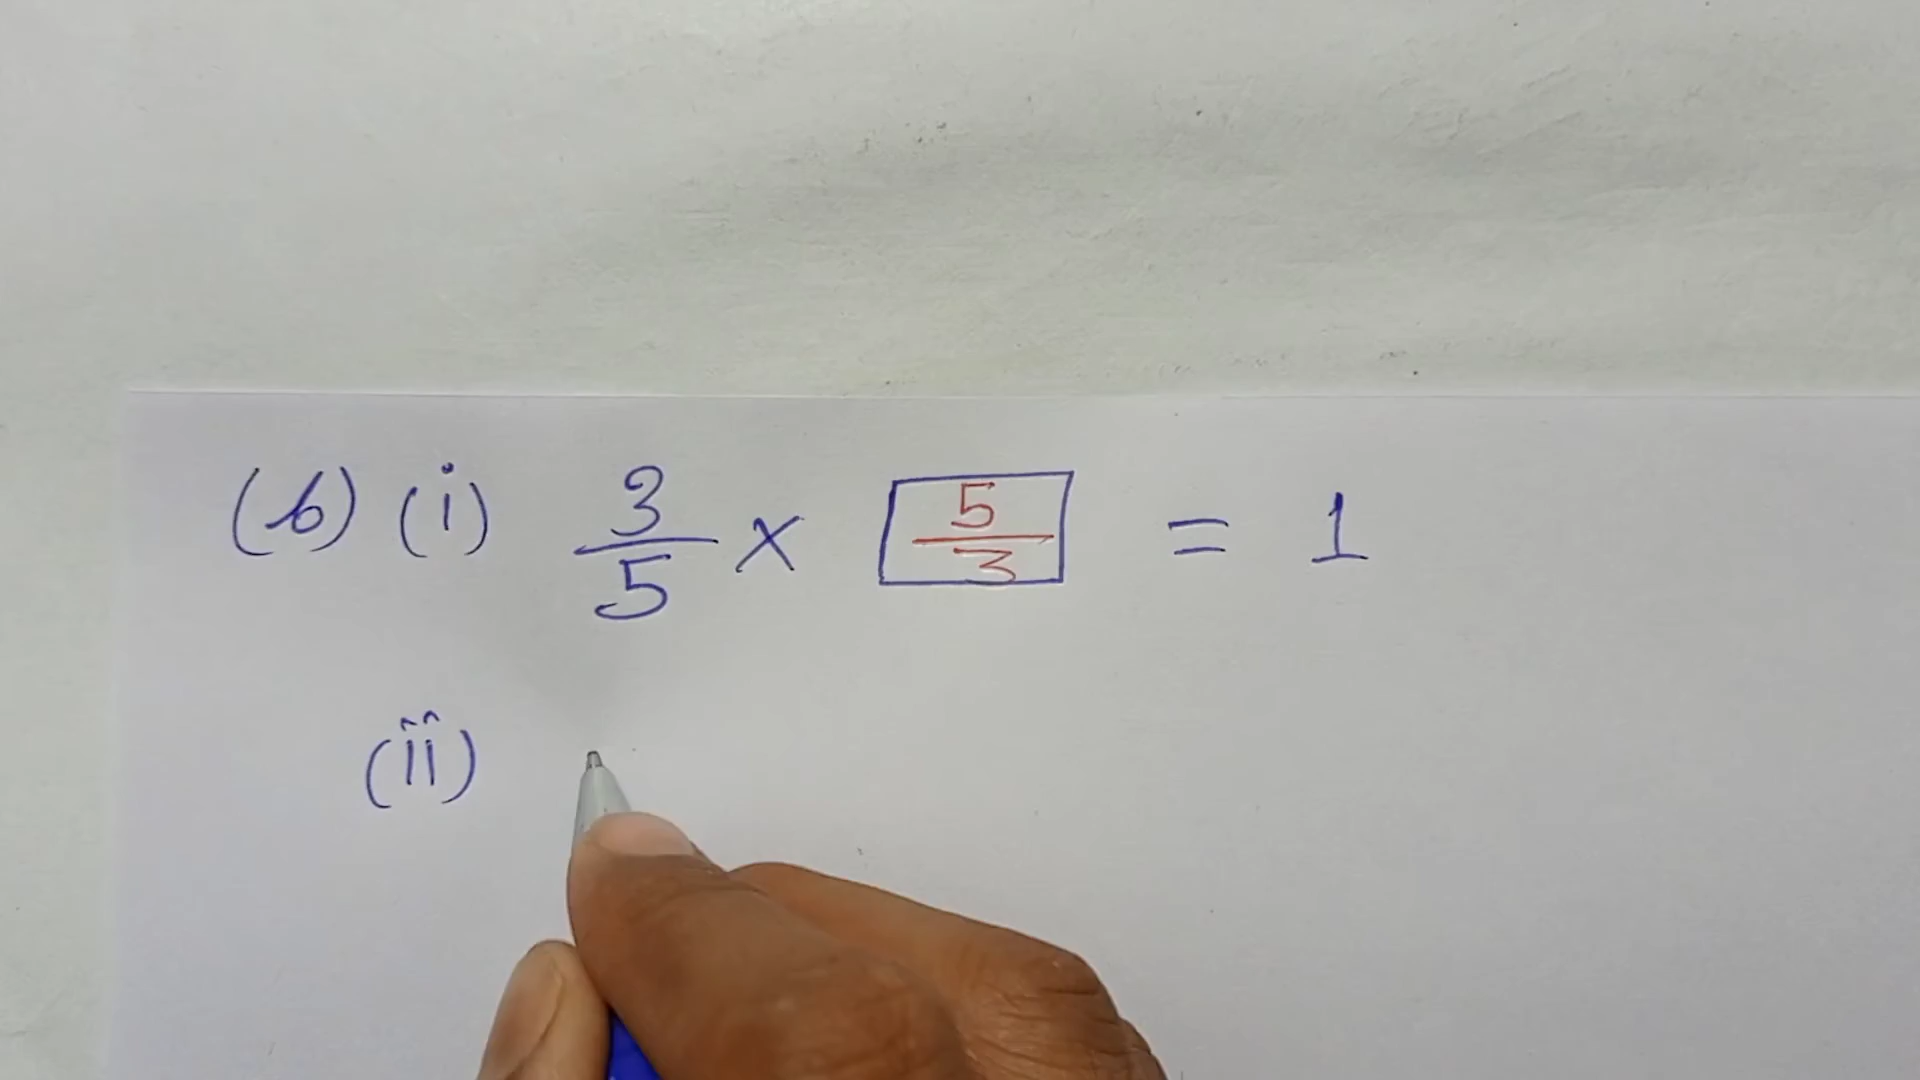 (b) (i) 3/5 × 5/3 = 1
(ii)